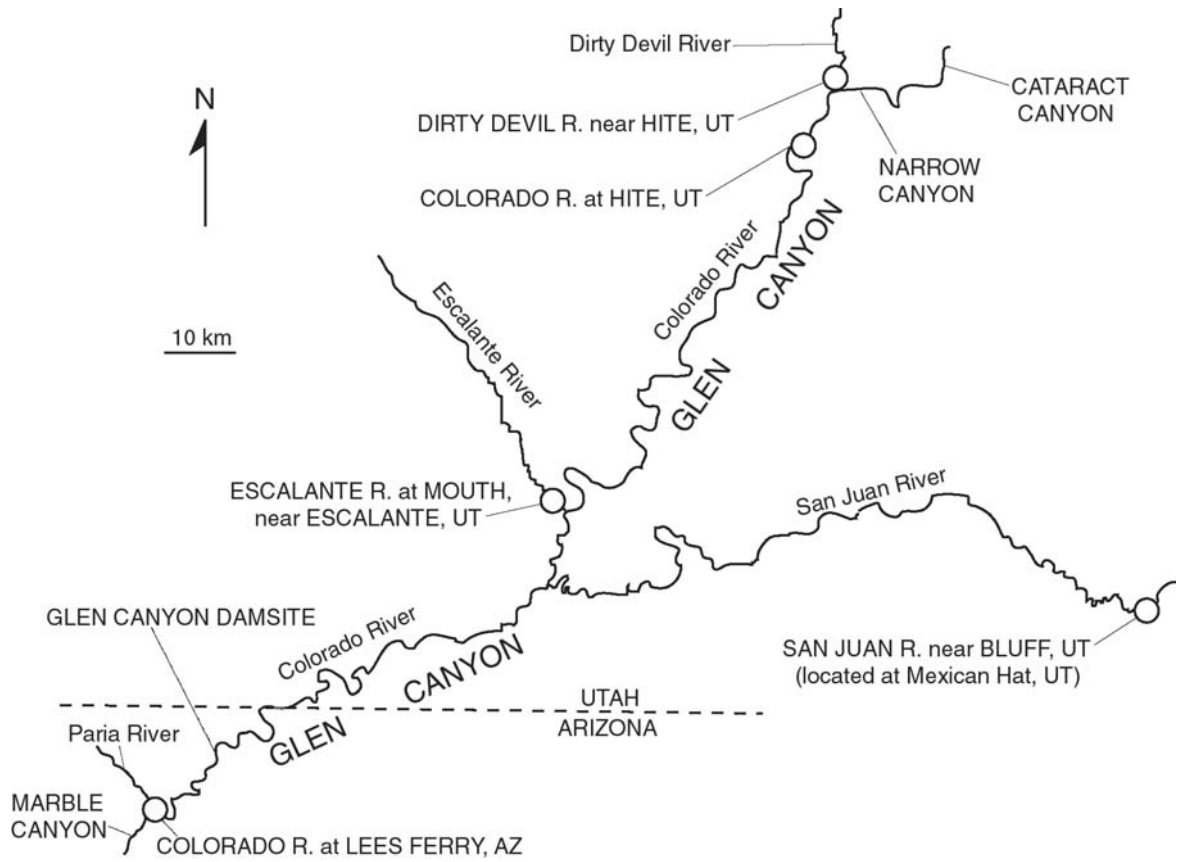 Dirty Devil River
N
CATARACT
CANYON
DIRTY DEVIL R. near HITE, UT
NARROW
CANYON
COLORADO R. at HITE, UT
Colorado River
GLEN CANYON
Escalante River
10 km
ESCALANTE R. at MOUTH,
near ESCALANTE, UT
San Juan River
GLEN CANYON DAMSITE
Colorado River
SAN JUAN R. near BLUFF, UT
(located at Mexican Hat, UT)
GLEN CANYON
UTAH
ARIZONA
Paria River
MARBLE
CANYON
COLORADO R. at LEES FERRY, AZ